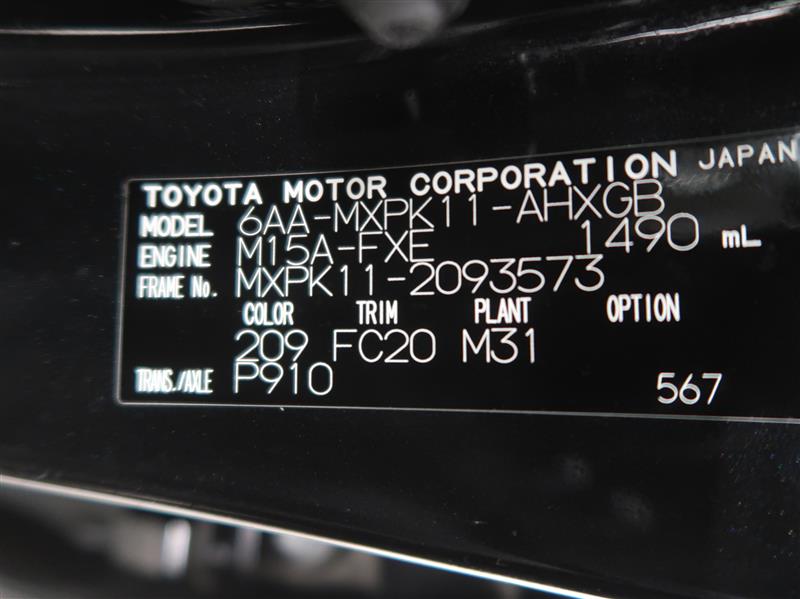 TOYOTA MOTOR CORPORATION JAPAN
MODEL 6AA-MXPK11-AHXGB
ENGINE M15A-FXE 1490 mL
FRAME No. MXPK11-2093573
COLOR TRIM PLANT OPTION
209 FC20 M31
TRANS./AXLE P910 567